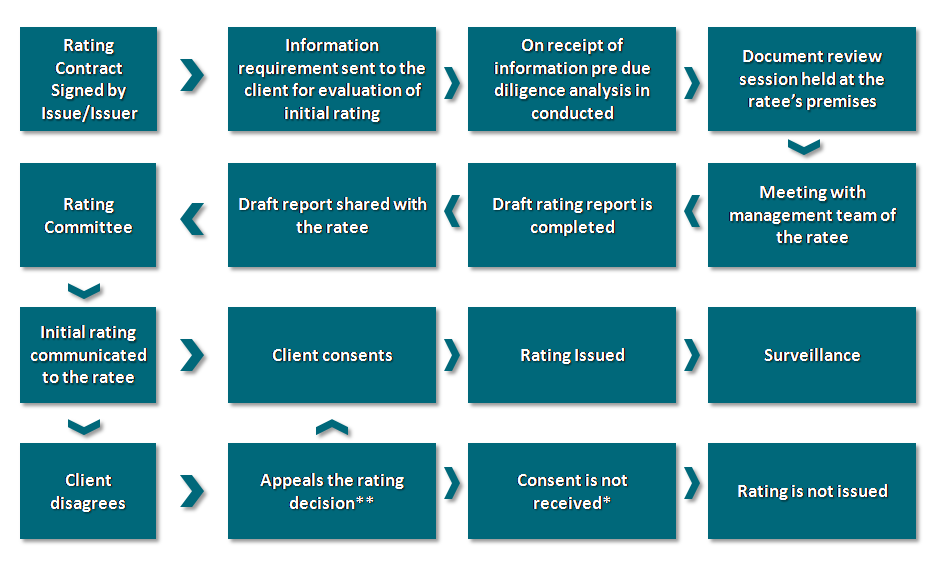 Rating
Contract
Signed by
Issue/Issuer
Information
requirement sent to the
client for evaluation of
initial rating
On receipt of
information pre due
diligence analysis in
conducted
Document review
session held at the
ratee's premises
Meeting with
management team of
the ratee
Draft rating report is
completed
Draft report shared with
the ratee
Rating
Committee
Initial rating
communicated
to the ratee
Client consents
Rating Issued
Surveillance
Client
disagrees
Appeals the rating
decision**
Consent is not
received*
Rating is not issued